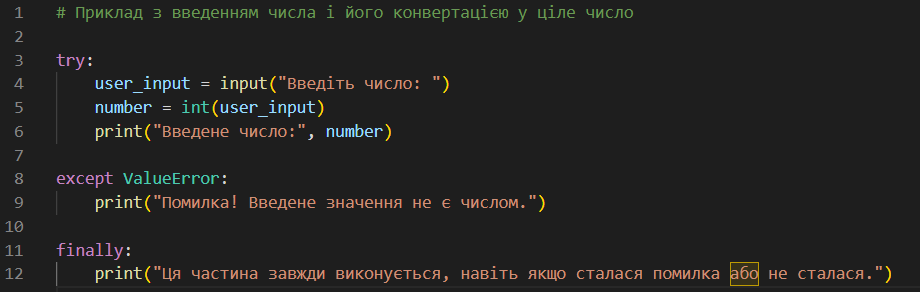 1 # Приклад з введенням числа і його конвертацією у ціле число
2
3 try:
4     user_input = input("Введіть число: ")
5     number = int(user_input)
6     print("Введене число:", number)
7
8 except ValueError:
9     print("Помилка! Введене значення не є числом.")
10
11 finally:
12     print("Ця частина завжди виконується, навіть якщо сталася помилка або не сталася.")